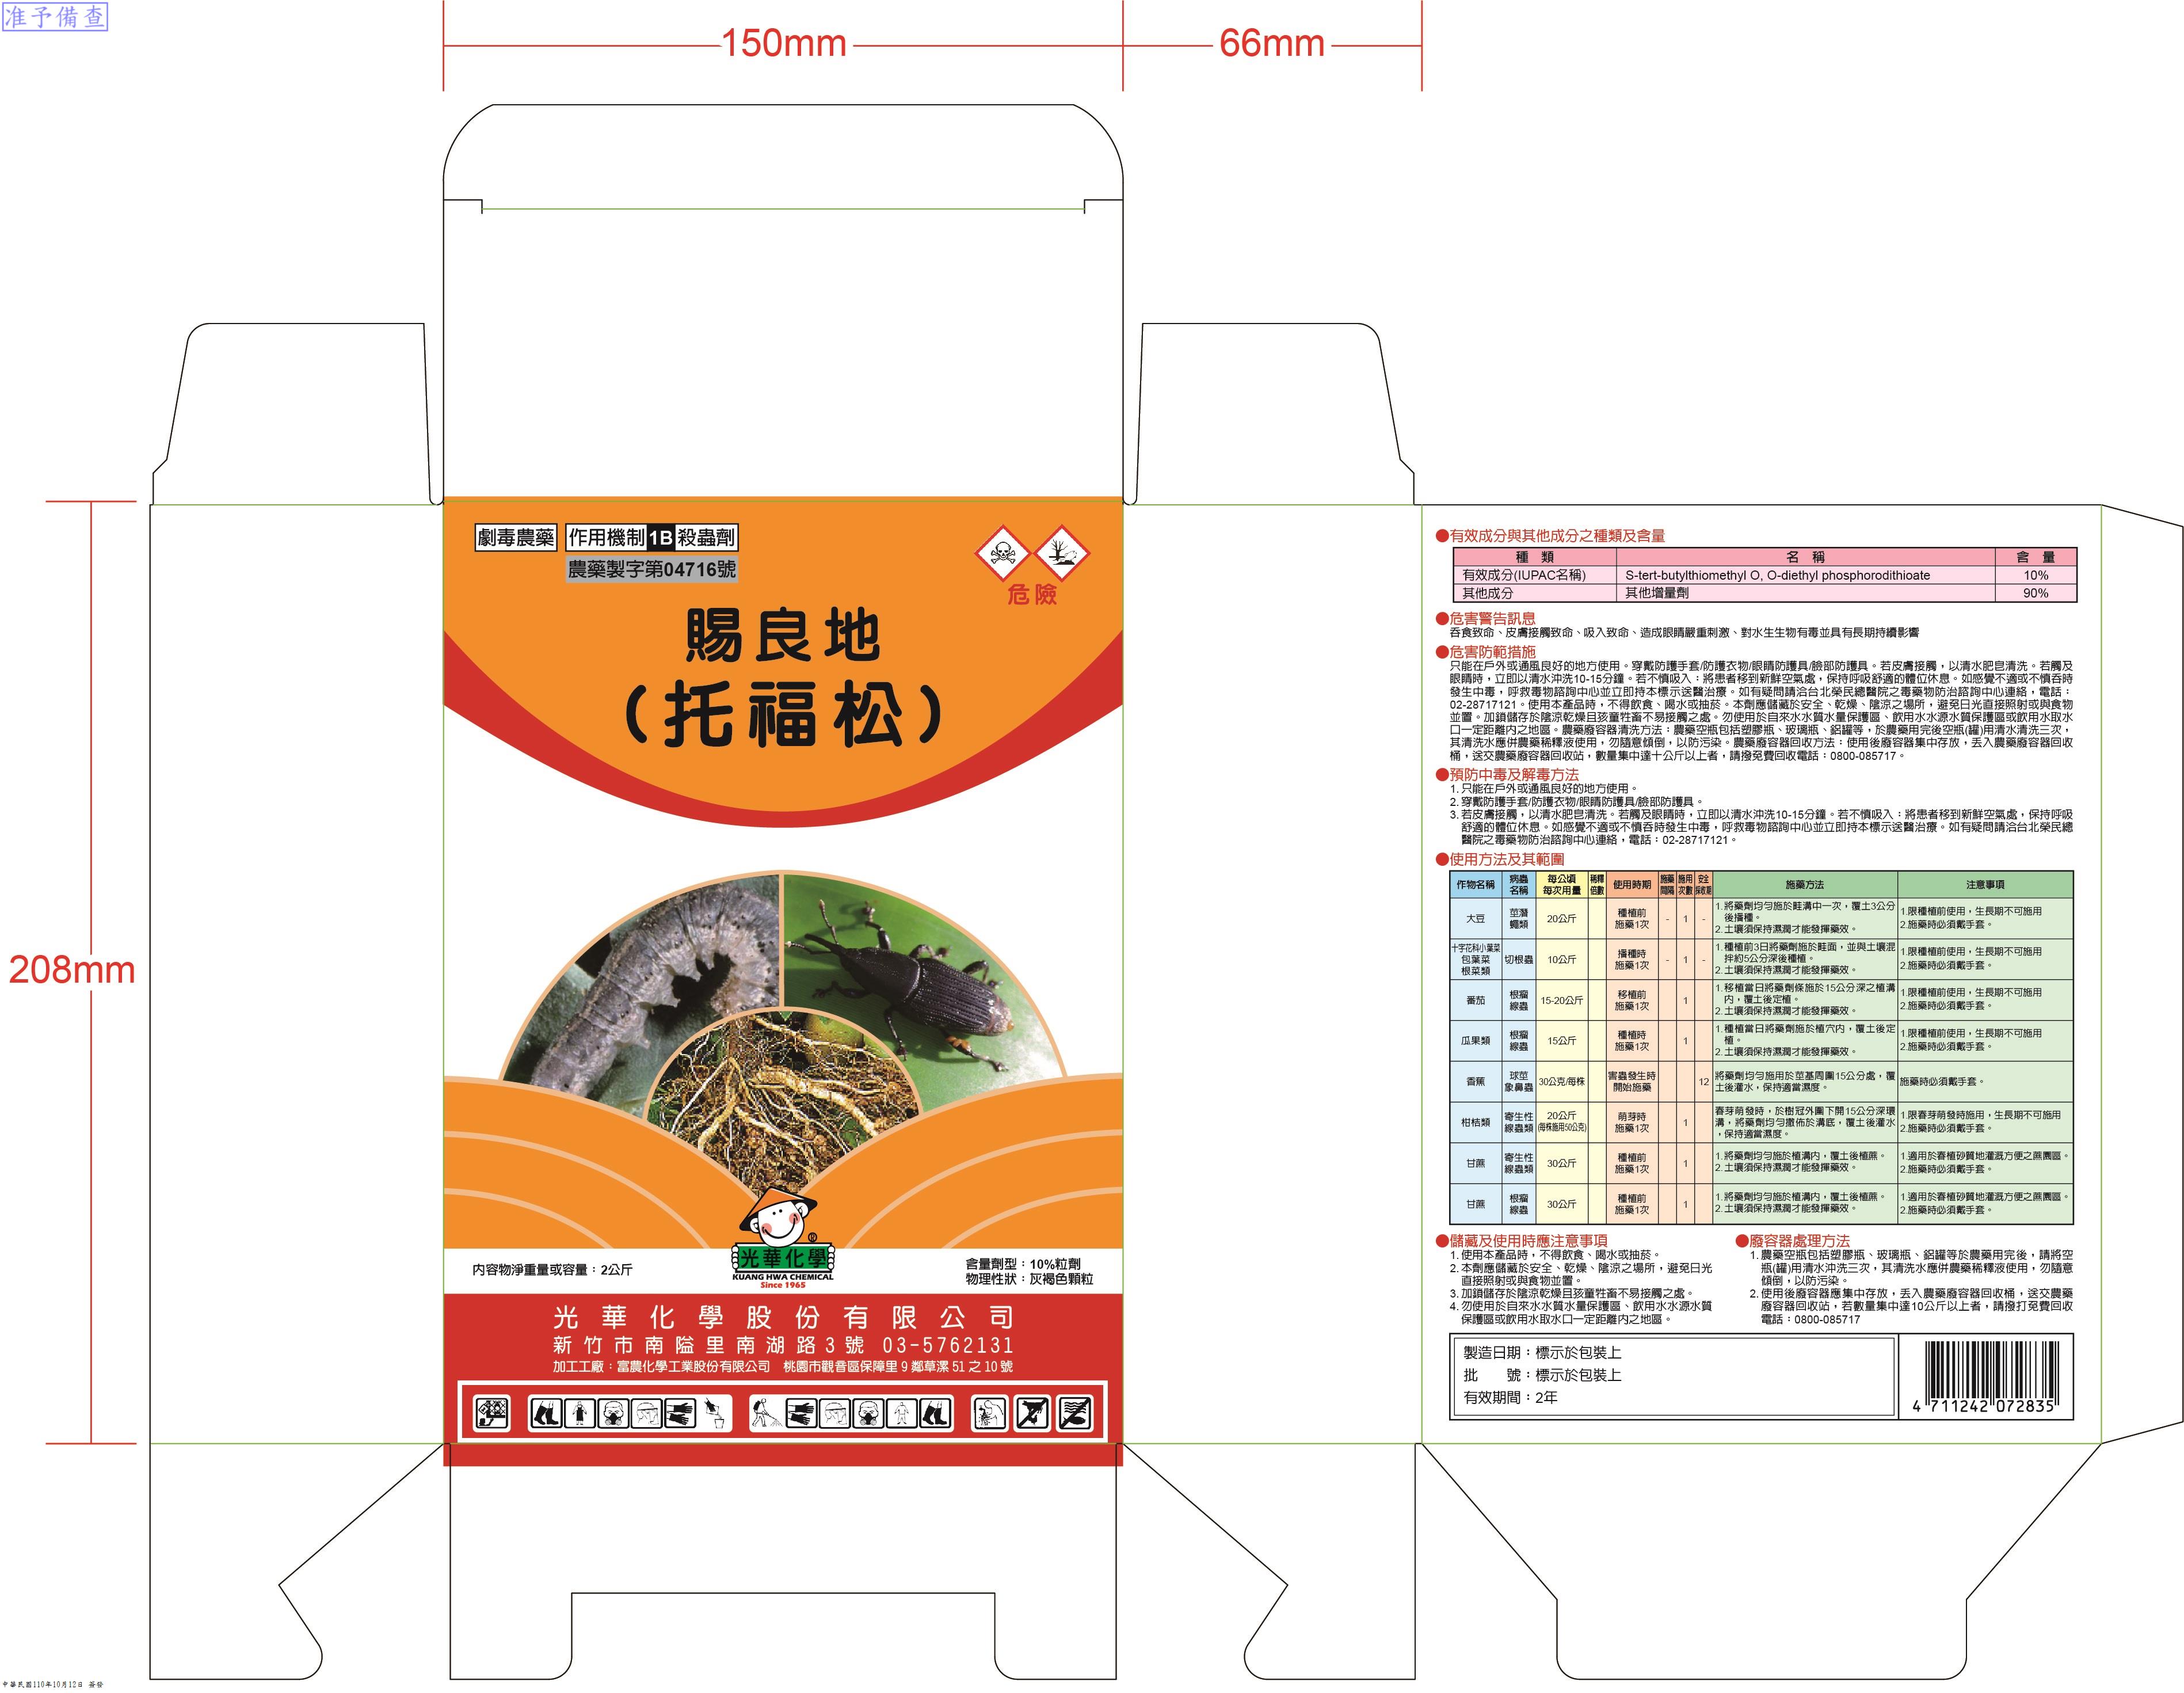 准予備查
150mm
66mm
208mm
劇毒農藥
作用機制1B殺蟲劑
農藥製字第04716號
危險
賜良地
(托福松)
內容物淨重量或容量：2公斤
光華化學
®
KUANG HWA CHEMICAL
Since 1965
含量劑型：10%粒劑
物理性狀：灰褐色顆粒
光華化學股份有限公司
新竹市南隘里南湖路3號 03-5762131
加工工廠：富農化學工業股份有限公司 桃園市觀音區保障里9鄰草漯51之10號
●有效成分與其他成分之種類及含量
種 類 名 稱 含 量
有效成分(IUPAC名稱) S-tert-butylthiomethyl O, O-diethyl phosphorodithioate 10%
其他成分 其他增量劑 90%
●危害警告訊息
吞食致命、皮膚接觸致命、吸入致命、造成眼睛嚴重刺激、對水生生物有毒並具有長期持續影響
●危害防範措施
只能在戶外或通風良好的地方使用。穿戴防護手套/防護衣物/眼睛防護具/臉部防護具。若皮膚接觸，以清水肥皂清洗。若觸及
眼睛時，立即以清水沖洗10-15分鐘。若不慎吸入：將患者移到新鮮空氣處，保持呼吸舒適的體位休息。如感覺不適或不慎吞時
發生中毒，呼救毒物諮詢中心並立即持本標示送醫治療。如有疑問請洽台北榮民總醫院之毒藥物防治諮詢中心連絡，電話：
02-28717121。使用本產品時，不得飲食、喝水或抽菸。本劑應儲藏於安全、乾燥、陰涼之場所，避免日光直接照射或與食物
並置。加鎖儲存於陰涼乾燥且孩童牲畜不易接觸之處。勿使用於自來水水質水量保護區、飲用水水源水質保護區或飲用水取水
口一定距離內之地區。農藥廢容器清洗方法：農藥空瓶包括塑膠瓶、玻璃瓶、鋁罐等，於農藥用完後空瓶(罐)用清水清洗三次，
其清洗水應併農藥稀釋液使用，勿隨意傾倒，以防污染。農藥廢容器回收方法：使用後廢容器集中存放，丟入農藥廢容器回收
桶，送交農藥廢容器回收站，數量集中達十公斤以上者，請撥免費回收電話：0800-085717。
●預防中毒及解毒方法
1. 只能在戶外或通風良好的地方使用。
2. 穿戴防護手套/防護衣物/眼睛防護具/臉部防護具。
3. 若皮膚接觸，以清水肥皂清洗。若觸及眼睛時，立即以清水沖洗10-15分鐘。若不慎吸入：將患者移到新鮮空氣處，保持呼吸
舒適的體位休息。如感覺不適或不慎吞時發生中毒，呼救毒物諮詢中心並立即持本標示送醫治療。如有疑問請洽台北榮民總
醫院之毒藥物防治諮詢中心連絡，電話：02-28717121。
●使用方法及其範圍
作物名稱 病蟲名稱 每公頃每次用量 稀釋倍數 使用時期 施藥間隔 施用次數 安全採收期 施藥方法 注意事項
大豆 莖潛蠅類 20公斤 種植前施藥1次 - 1 - 1.將藥劑均勻施於畦溝中一次，覆土3公分後播種。 2.土壤須保持濕潤才能發揮藥效。 1.限種植前使用，生長期不可施用 2.施藥時必須戴手套。
十字花科小葉菜 包葉菜 根菜類 切根蟲 10公斤 播種時施藥1次 - 1 - 1.種植前3日將藥劑施於畦面，並與土壤混拌約5公分深後種植。 2.土壤須保持濕潤才能發揮藥效。 1.限種植前使用，生長期不可施用 2.施藥時必須戴手套。
番茄 根瘤線蟲 15-20公斤 移植前施藥1次 1 1.移植當日將藥劑條施於15公分深之植溝內，覆土後定植。 2.土壤須保持濕潤才能發揮藥效。 1.限種植前使用，生長期不可施用 2.施藥時必須戴手套。
瓜果類 根瘤線蟲 15公斤 種植時施藥1次 1 1.種植當日將藥劑施於植穴內，覆土後定植。 2.土壤須保持濕潤才能發揮藥效。 1.限種植前使用，生長期不可施用 2.施藥時必須戴手套。
香蕉 球莖象鼻蟲 30公克/每株 害蟲發生時開始施藥 12 將藥劑均勻施用於莖基周圍15公分處，覆土後灌水，保持適當濕度。 施藥時必須戴手套。
柑桔類 寄生性線蟲類 20公斤(每株施用50公克) 萌芽時施藥1次 1 春芽萌發時，於樹冠外圍下開15公分深環溝，將藥劑均勻撒佈於溝底，覆土後灌水，保持適當濕度。 1.限春芽萌發時施用，生長期不可施用 2.施藥時必須戴手套。
甘蔗 寄生性線蟲類 30公斤 種植前施藥1次 1 1.將藥劑均勻施於植溝內，覆土後植蔗。 2.土壤須保持濕潤才能發揮藥效。 1.適用於春植砂質地灌溉方便之蔗園區。 2.施藥時必須戴手套。
甘蔗 根瘤線蟲 30公斤 種植前施藥1次 1 1.將藥劑均勻施於植溝內，覆土後植蔗。 2.土壤須保持濕潤才能發揮藥效。 1.適用於春植砂質地灌溉方便之蔗園區。 2.施藥時必須戴手套。
●儲藏及使用時應注意事項
1. 使用本產品時，不得飲食、喝水或抽菸。
2. 本劑應儲藏於安全、乾燥、陰涼之場所，避免日光
直接照射或與食物並置。
3. 加鎖儲存於陰涼乾燥且孩童牲畜不易接觸之處。
4. 勿使用於自來水水質水量保護區、飲用水水源水質
保護區或飲用水取水口一定距離內之地區。
●廢容器處理方法
1. 農藥空瓶包括塑膠瓶、玻璃瓶、鋁罐等於農藥用完後，請將空
瓶(罐)用清水沖洗三次，其清洗水應併農藥稀釋液使用，勿隨意
傾倒，以防污染。
2. 使用後廢容器應集中存放，丟入農藥廢容器回收桶，送交農藥
廢容器回收站，若數量集中達10公斤以上者，請撥打免費回收
電話：0800-085717
製造日期：標示於包裝上
批 號：標示於包裝上
有效期間：2年
4 711242 072835
中華民國110年10月12日 簽發